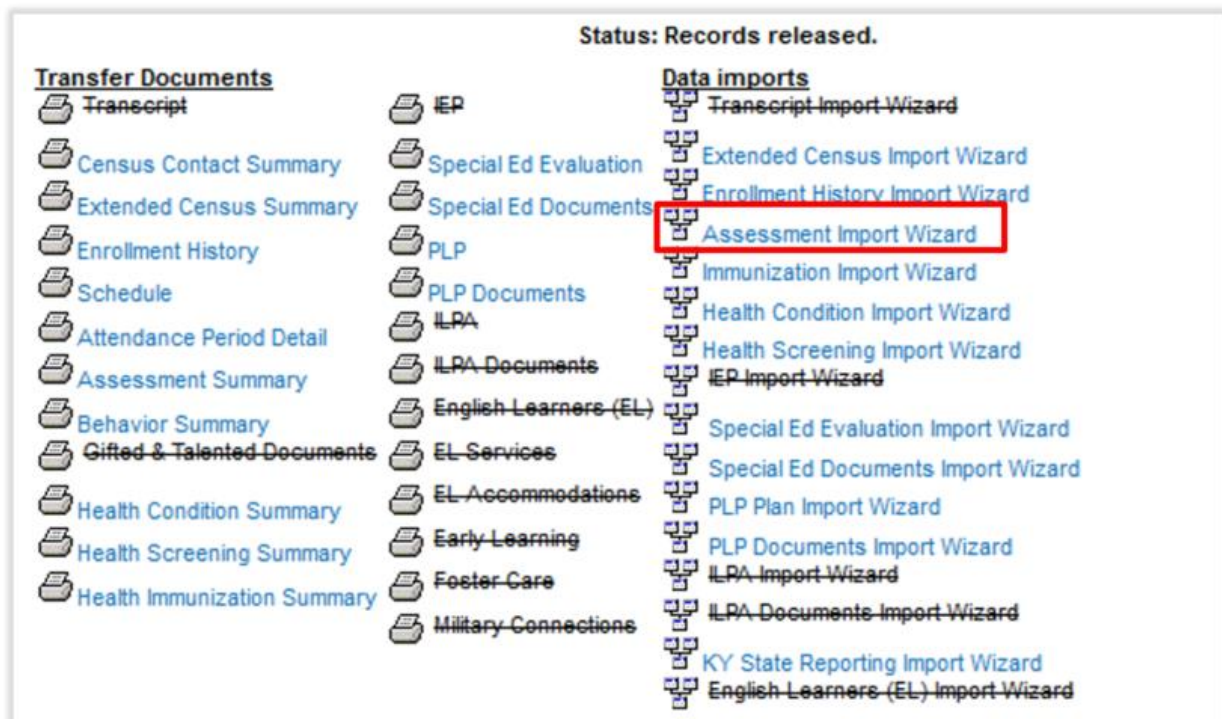 Status: Records released.
Transfer Documents
Transcript
Census Contact Summary
Extended Census Summary
Enrollment History
Schedule
Attendance Period Detail
Assessment Summary
Behavior Summary
Gifted & Talented Documents
Health Condition Summary
Health Screening Summary
Health Immunization Summary
IEP
Special Ed Evaluation
Special Ed Documents
PLP
PLP Documents
ILPA
ILPA Documents
English Learners (EL)
EL Services
EL Accommodations
Early Learning
Foster Care
Military Connections
Data imports
Transcript Import Wizard
Extended Census Import Wizard
Enrollment History Import Wizard
Assessment Import Wizard
Immunization Import Wizard
Health Condition Import Wizard
Health Screening Import Wizard
IEP Import Wizard
Special Ed Evaluation Import Wizard
Special Ed Documents Import Wizard
PLP Plan Import Wizard
PLP Documents Import Wizard
ILPA Import Wizard
ILPA Documents Import Wizard
KY State Reporting Import Wizard
English Learners (EL) Import Wizard